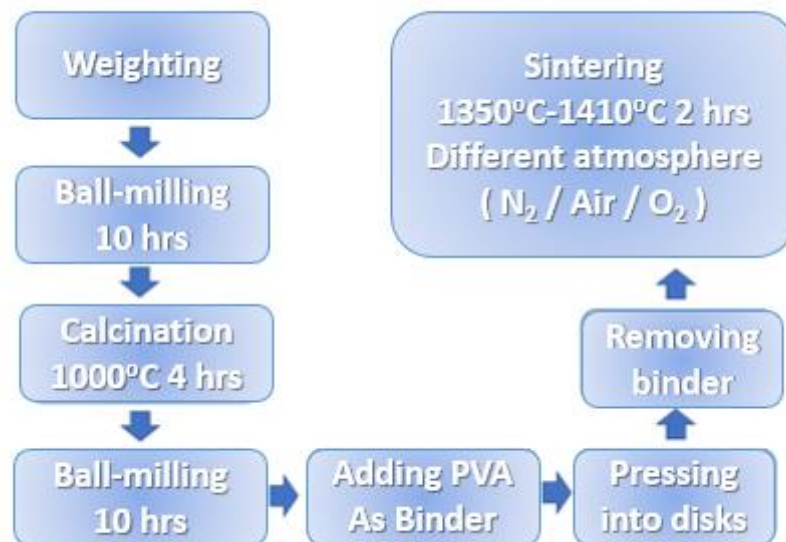 Weighting
Ball-milling
10 hrs
Calcination
1000°C 4 hrs
Ball-milling
10 hrs
Adding PVA
As Binder
Pressing
into disks
Removing
binder
Sintering
1350°C-1410°C 2 hrs
Different atmosphere
( N₂ / Air / O₂ )